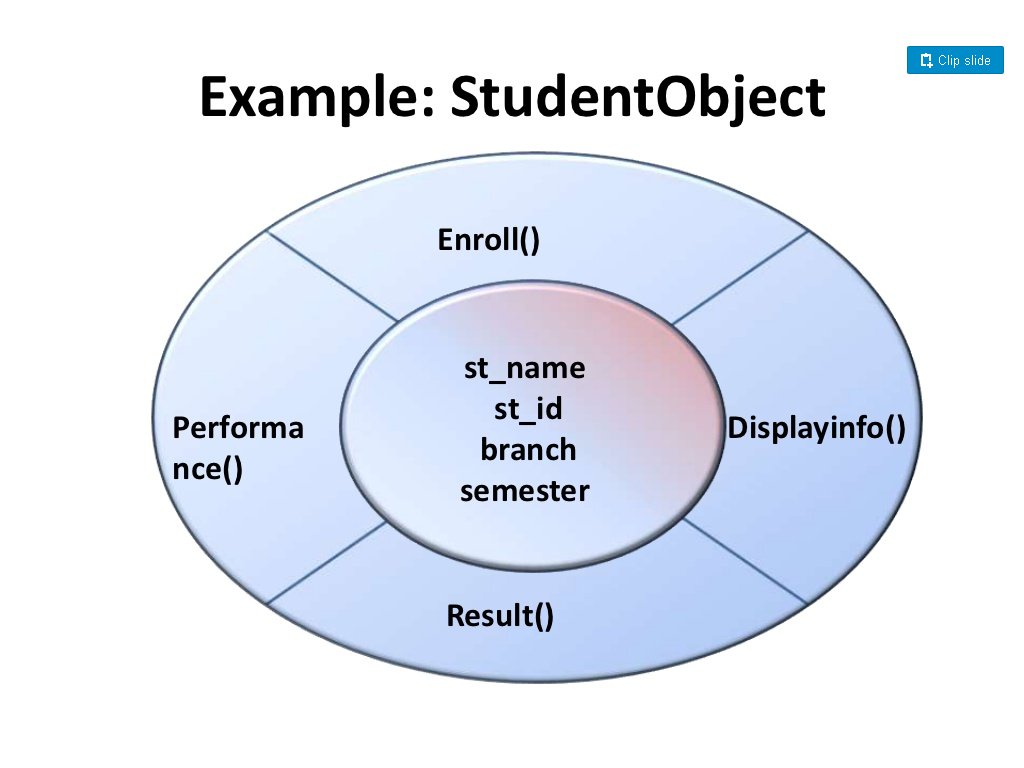 Clip slide
Example: StudentObject
Enroll()
st_name
st_id
branch
semester
Performa
nce()
Displayinfo()
Result()